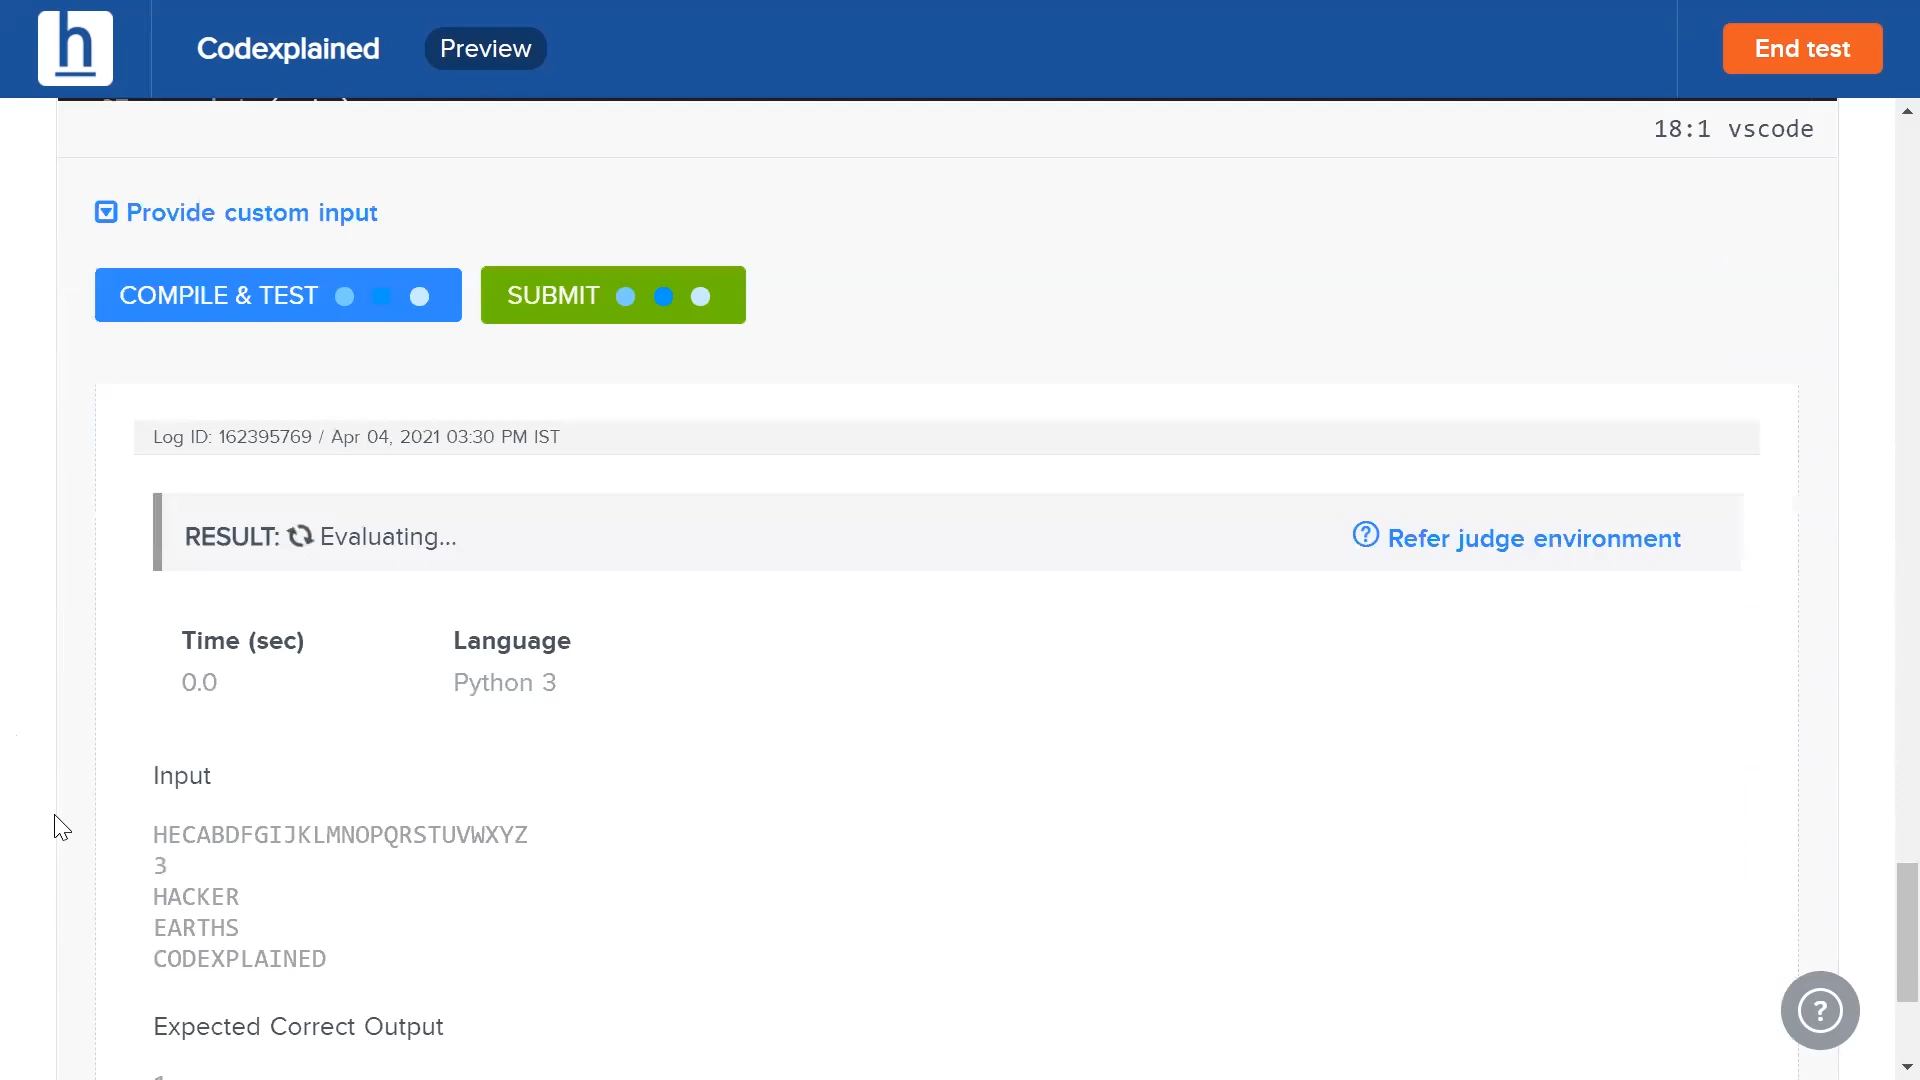 h
Codexplained
Preview
End test
18:1 vscode
Provide custom input
COMPILE & TEST
SUBMIT
Log ID: 162395769 / Apr 04, 2021 03:30 PM IST
RESULT: Evaluating...
? Refer judge environment
Time (sec)
Language
0.0
Python 3
Input
HECABDFGIJKLMNOPQRSTUVWXYZ
3
HACKER
EARTHS
CODEXPLAINED
Expected Correct Output
?